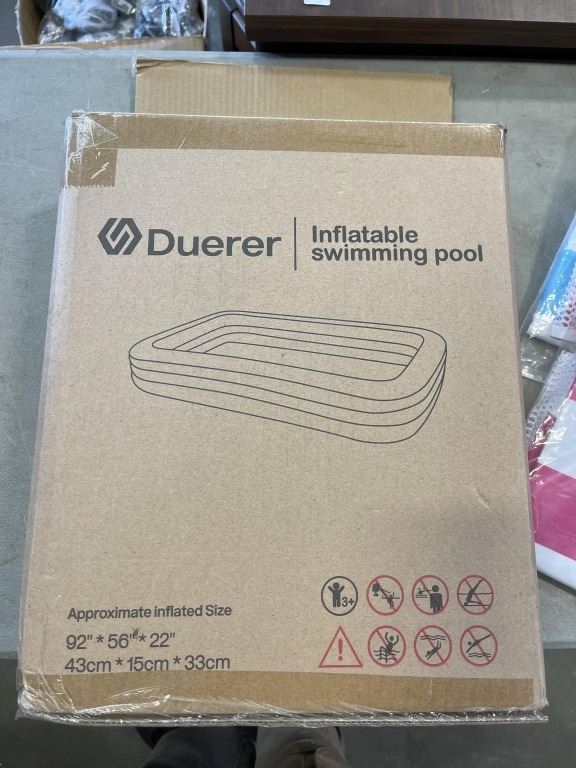 Duerer
Inflatable
swimming pool
3+
Approximate inflated Size
92" * 56" * 22"
43cm * 15cm * 33cm